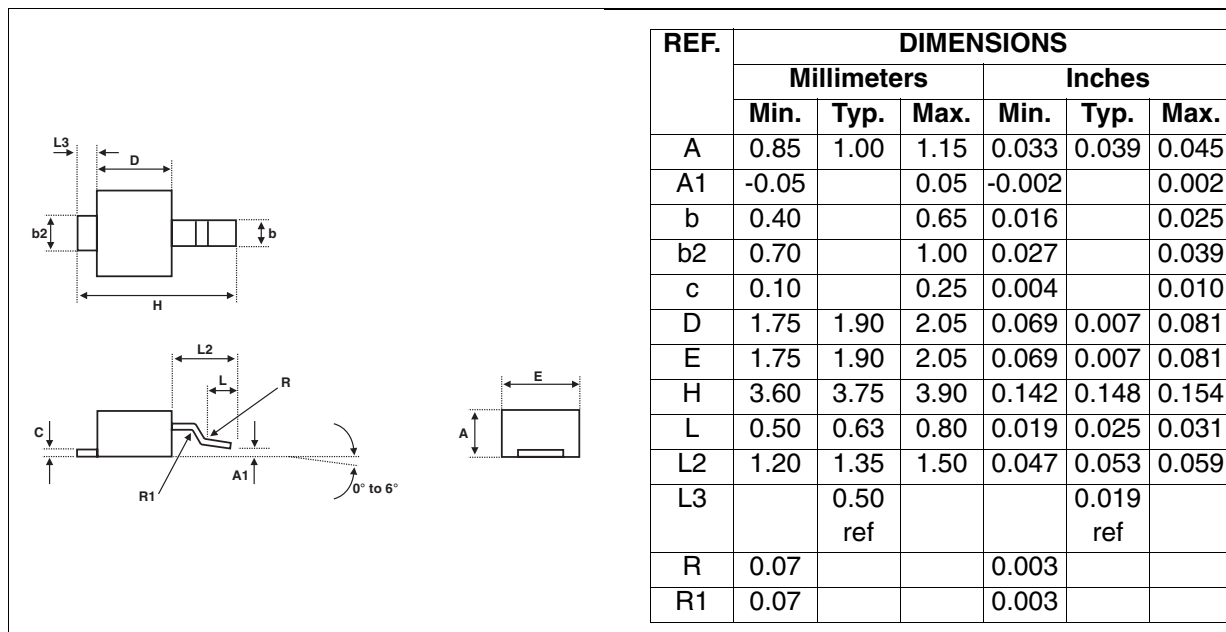 L3
D
b2
b
H
L2
L
R
C
A1
R1
0° to 6°
E
A
REF. DIMENSIONS
Millimeters Inches
Min. Typ. Max. Min. Typ. Max.
A 0.85 1.00 1.15 0.033 0.039 0.045
A1 -0.05 0.05 -0.002 0.002
b 0.40 0.65 0.016 0.025
b2 0.70 1.00 0.027 0.039
c 0.10 0.25 0.004 0.010
D 1.75 1.90 2.05 0.069 0.007 0.081
E 1.75 1.90 2.05 0.069 0.007 0.081
H 3.60 3.75 3.90 0.142 0.148 0.154
L 0.50 0.63 0.80 0.019 0.025 0.031
L2 1.20 1.35 1.50 0.047 0.053 0.059
L3 0.50 0.019
ref ref
R 0.07 0.003
R1 0.07 0.003